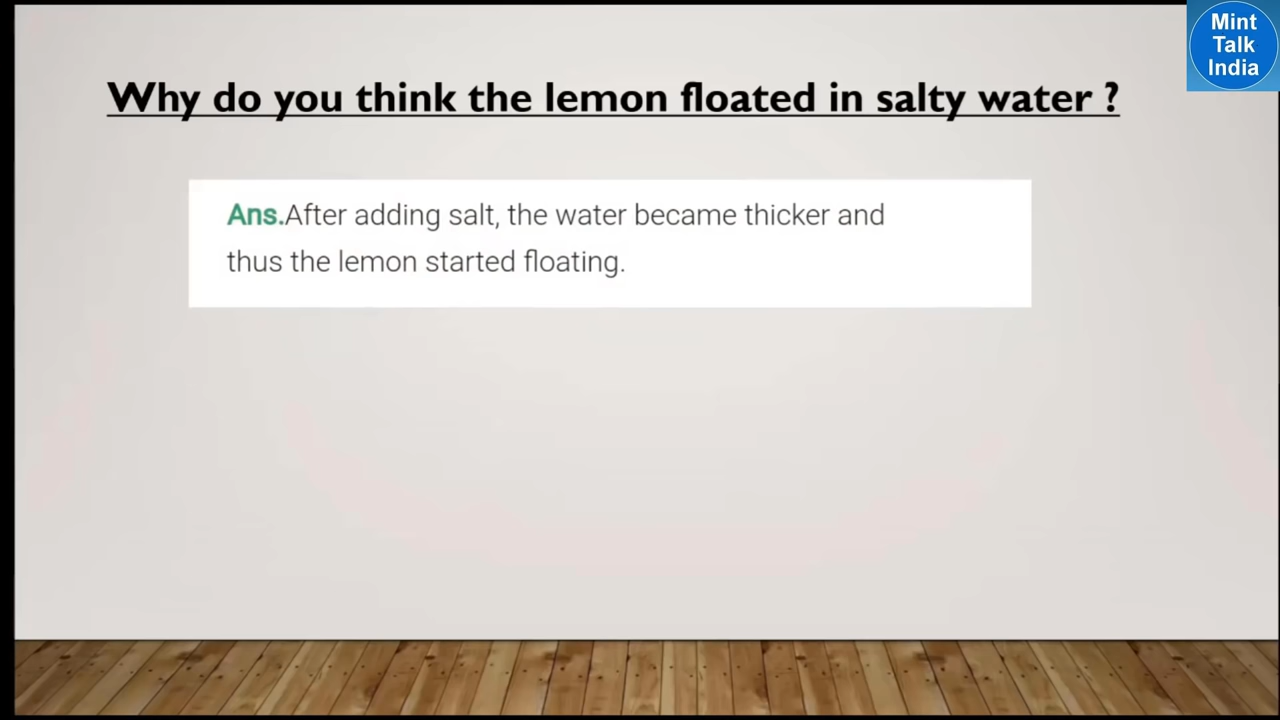 Mint
Talk
India
Why do you think the lemon floated in salty water ?
Ans.After adding salt, the water became thicker and
thus the lemon started floating.